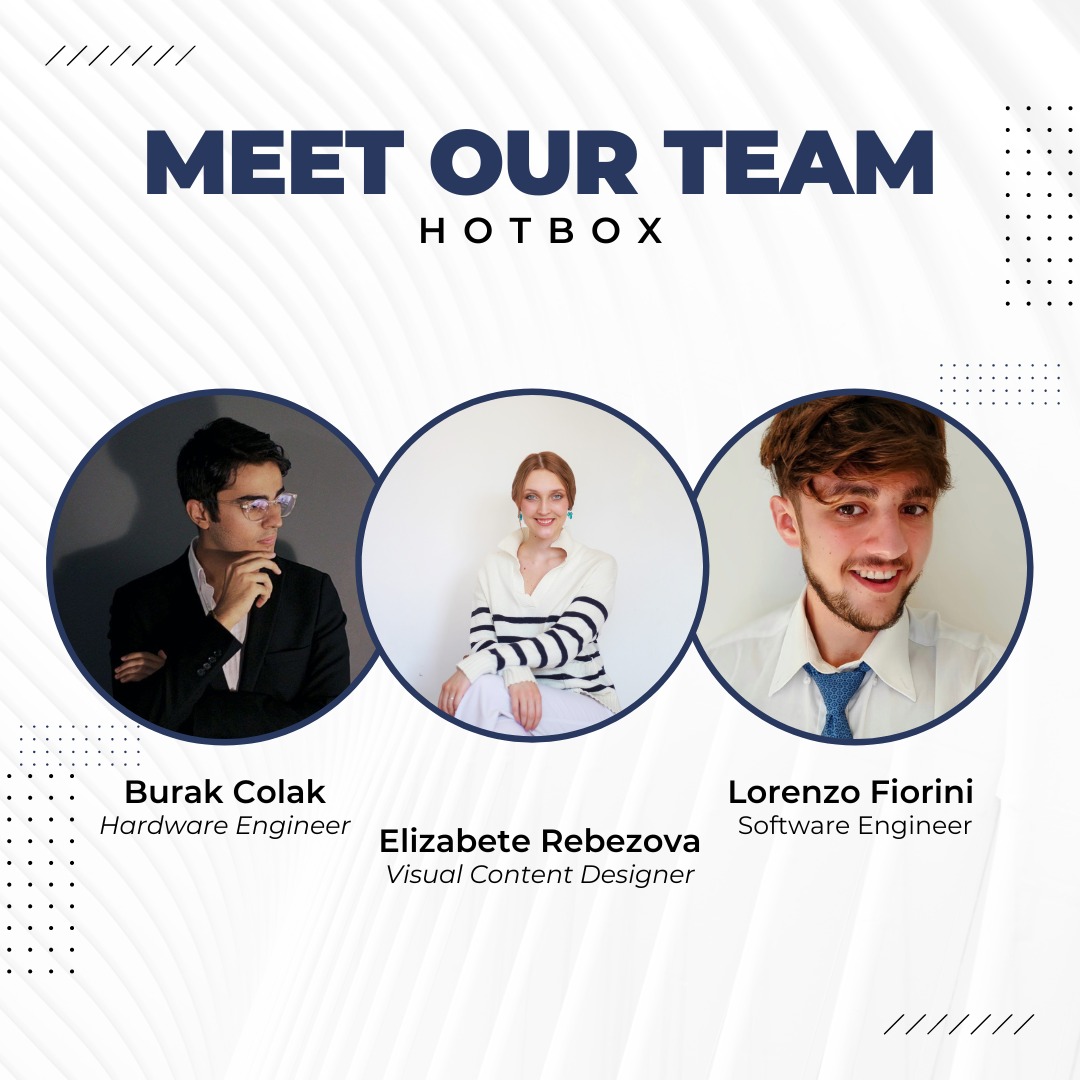 MEET OUR TEAM
HOTBOX
Burak Colak
Hardware Engineer
Elizabete Rebezova
Visual Content Designer
Lorenzo Fiorini
Software Engineer